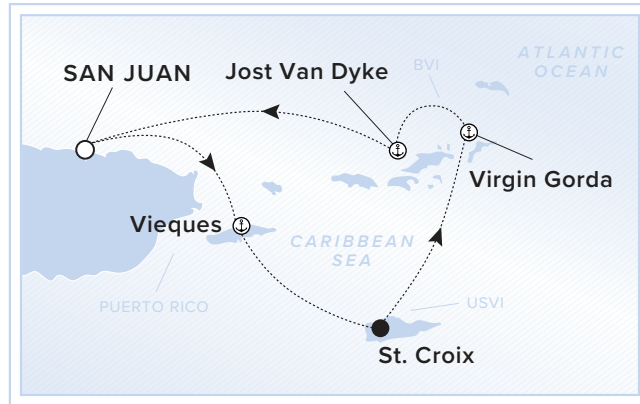 ATLANTIC
OCEAN
BVI
SAN JUAN
Jost Van Dyke
Virgin Gorda
Vieques
CARIBBEAN
SEA
PUERTO RICO
USVI
St. Croix